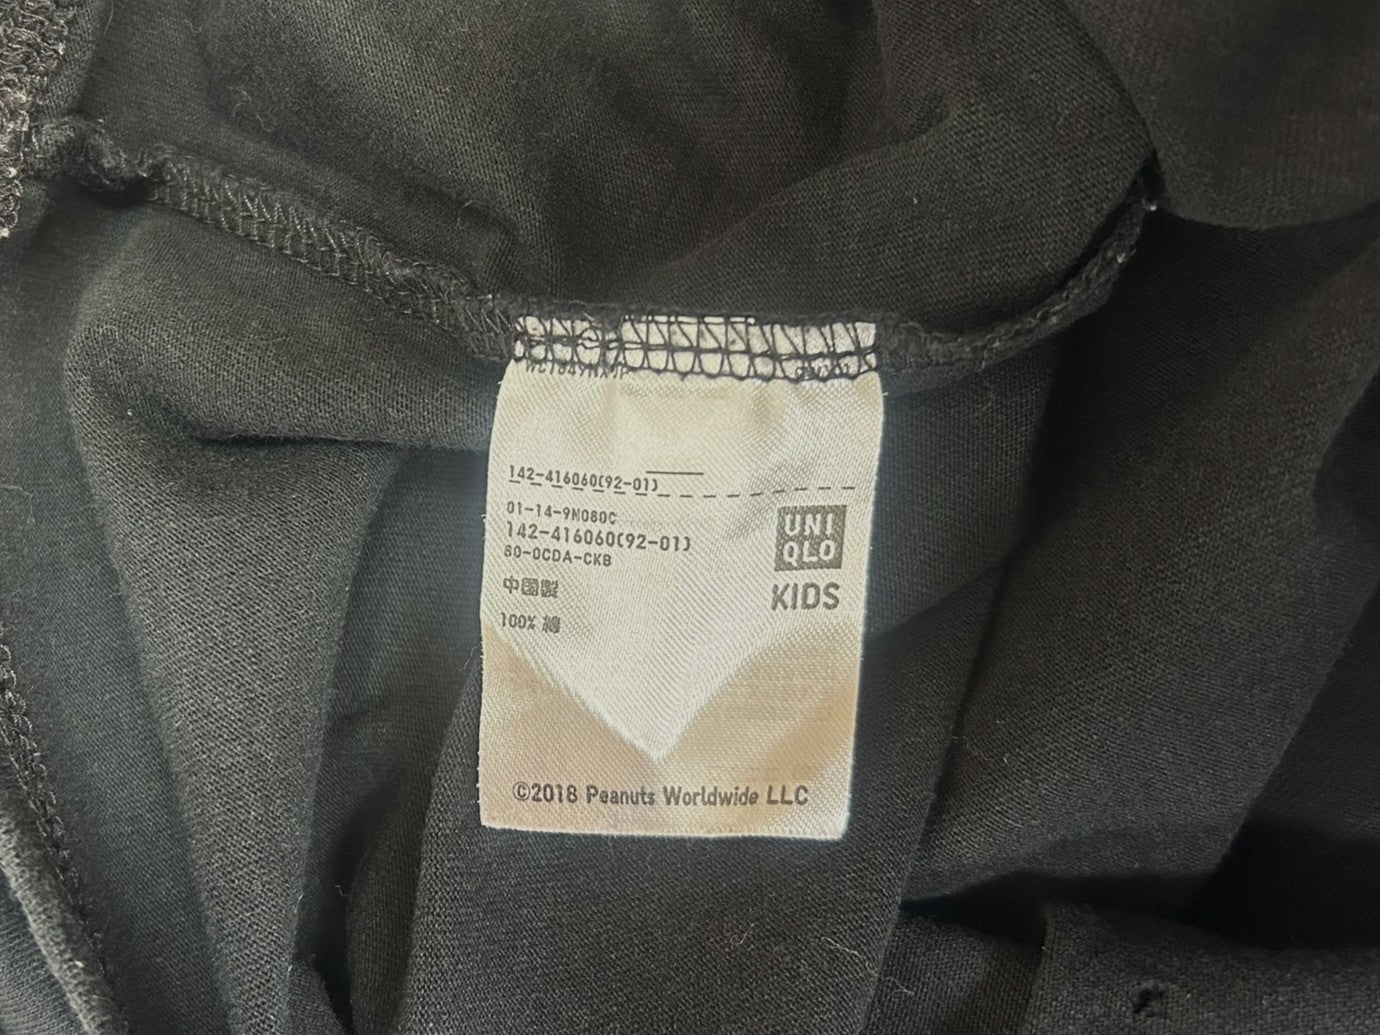 142-416060(92-01)
01-14-9N080C
142-416060(92-01)
80-0CDA-CKB
中国製
100% 綿
UNI
QLO
KIDS
©2018 Peanuts Worldwide LLC